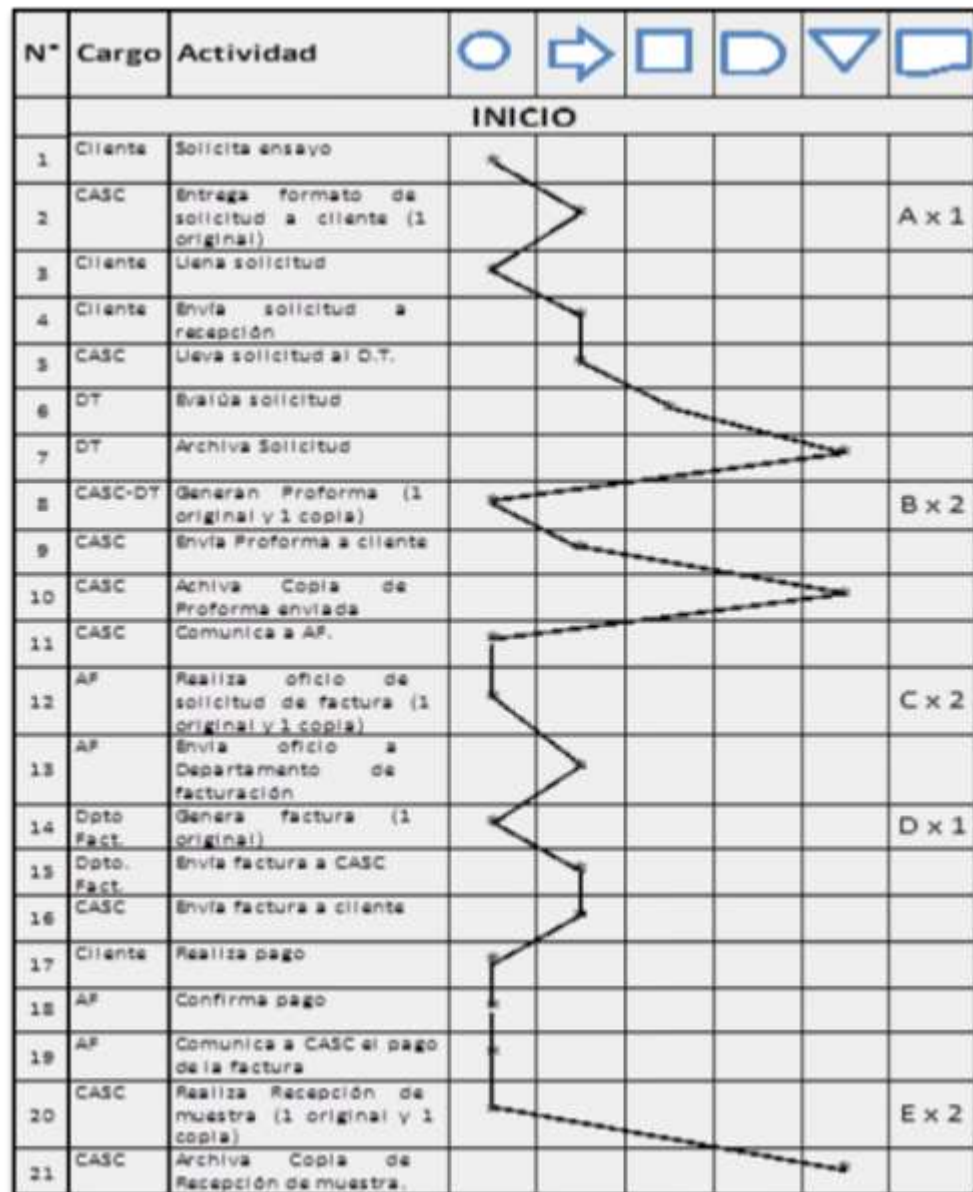 N° Cargo Actividad
INICIO
1 Cliente Solicita ensayo
2 CASC Entrega formato de
solicitud a cliente (1
original)
A x 1
3 Cliente Llena solicitud
4 Cliente Envía solicitud a
recepción
5 CASC Lleva solicitud al D.T.
6 DT Evalúa solicitud
7 DT Archiva Solicitud
8 CASC-DT Generan Proforma (1
original y 1 copia)
B x 2
9 CASC Envía Proforma a cliente
10 CASC Achiva Copia de
Proforma enviada
11 CASC Comunica a AF.
12 AF Realiza oficio de
solicitud de factura (1
original y 1 copia)
C x 2
13 AF Envia oficio a
Departamento de
facturación
14 Dpto Genera factura (1
Fact. original)
D x 1
15 Dpto. Envía factura a CASC
Fact.
16 CASC Envía factura a cliente
17 Cliente Realiza pago
18 AF Confirma pago
19 AF Comunica a CASC el pago
de la factura
20 CASC Realiza Recepción de
muestra (1 original y 1
copia)
E x 2
21 CASC Archiva Copia de
Recepción de muestra.